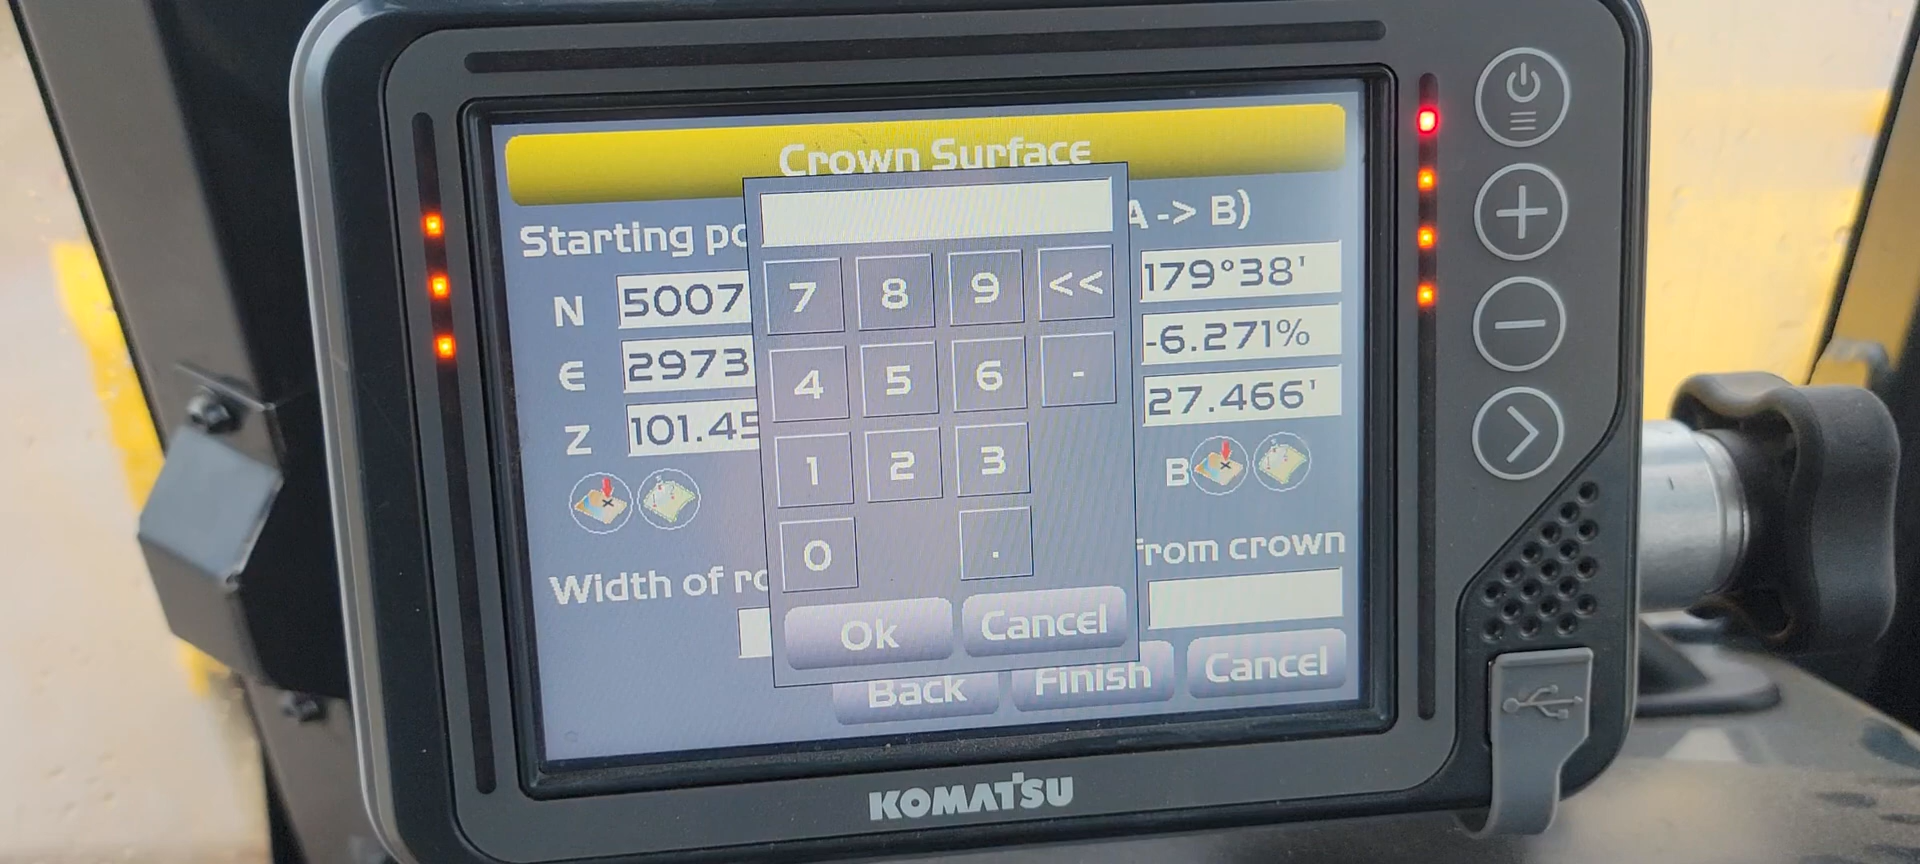 Crown Surface
Starting po
A -> B)
N 5007
179°38'
E 2973
-6.271%
Z 101.45
27.466'
B
7 8 9 <<
4 5 6 -
1 2 3
0 .
Ok Cancel
Width of ro
from crown
Back Finish Cancel
KOMATSU